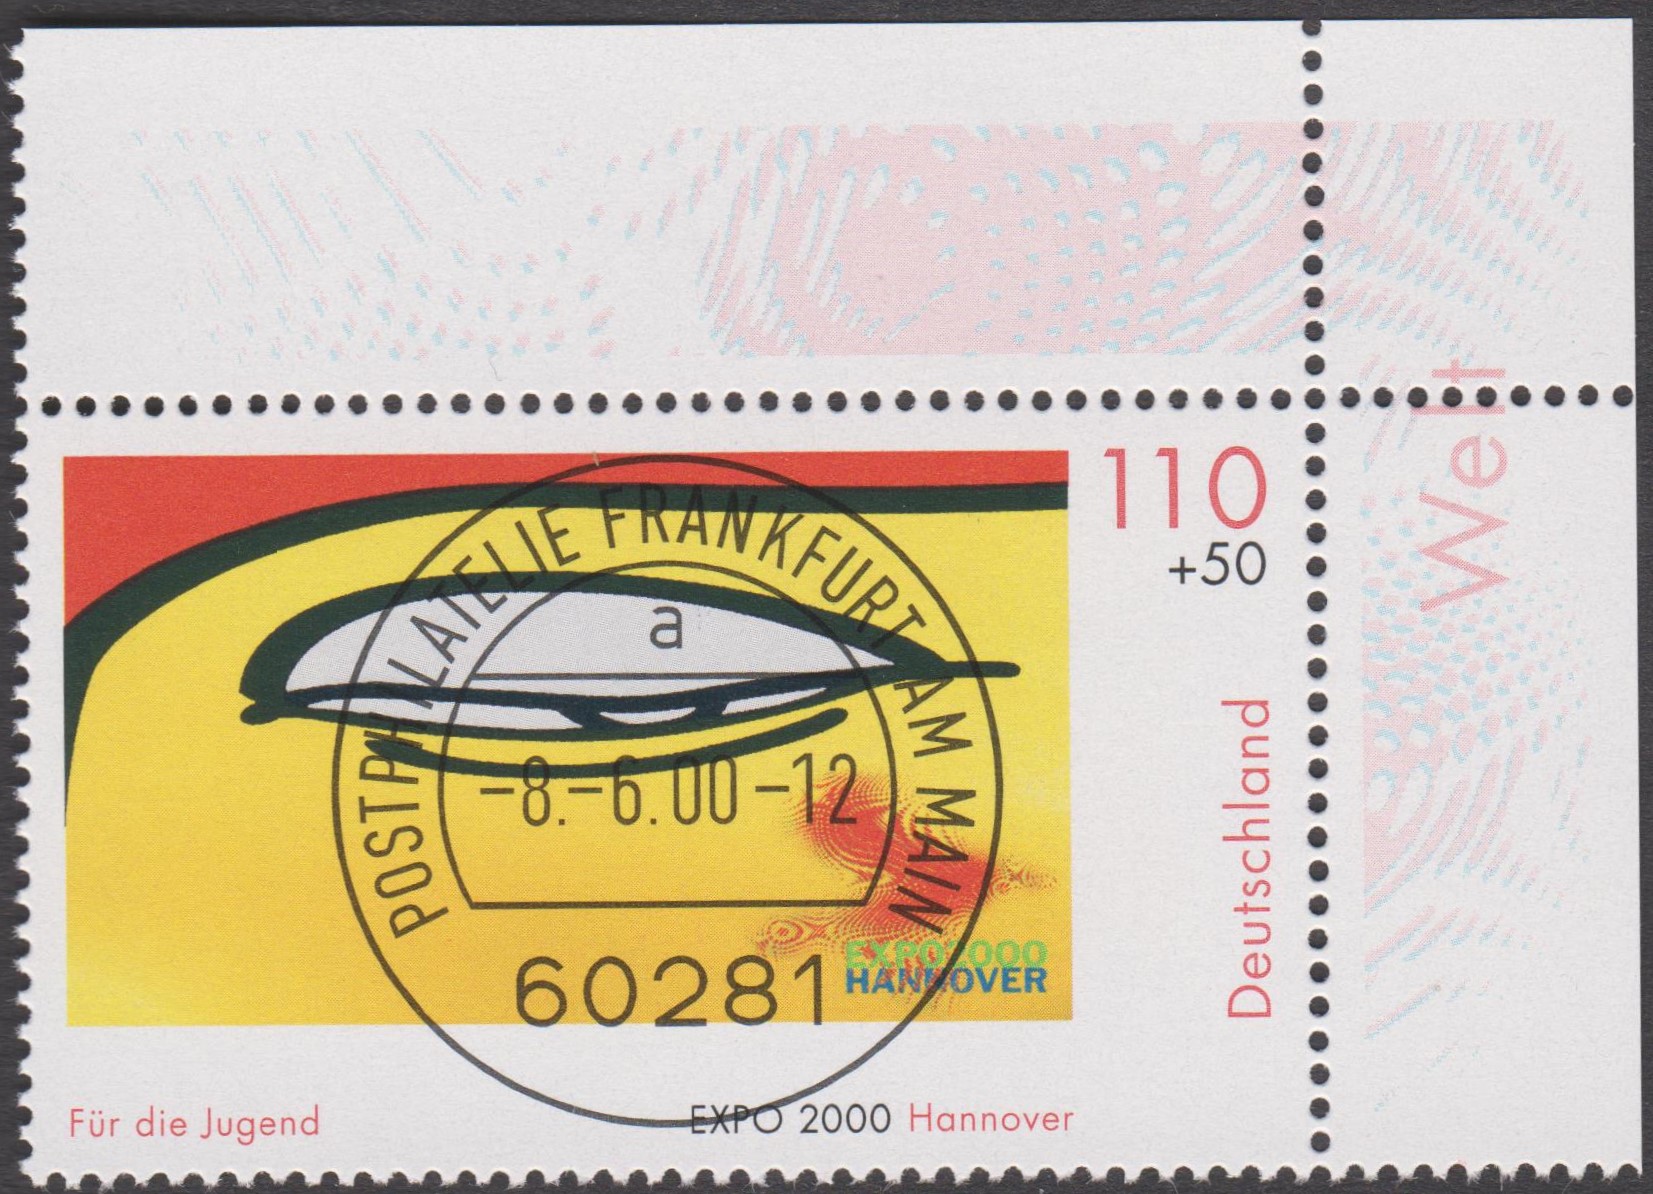 110
+50
Welt
Deutschland
POSTPHILATELIE FRANKFURT AM MAIN
a
-8.-6.00-12
60281
EXPO2000
HANNOVER
Für die Jugend
EXPO 2000 Hannover